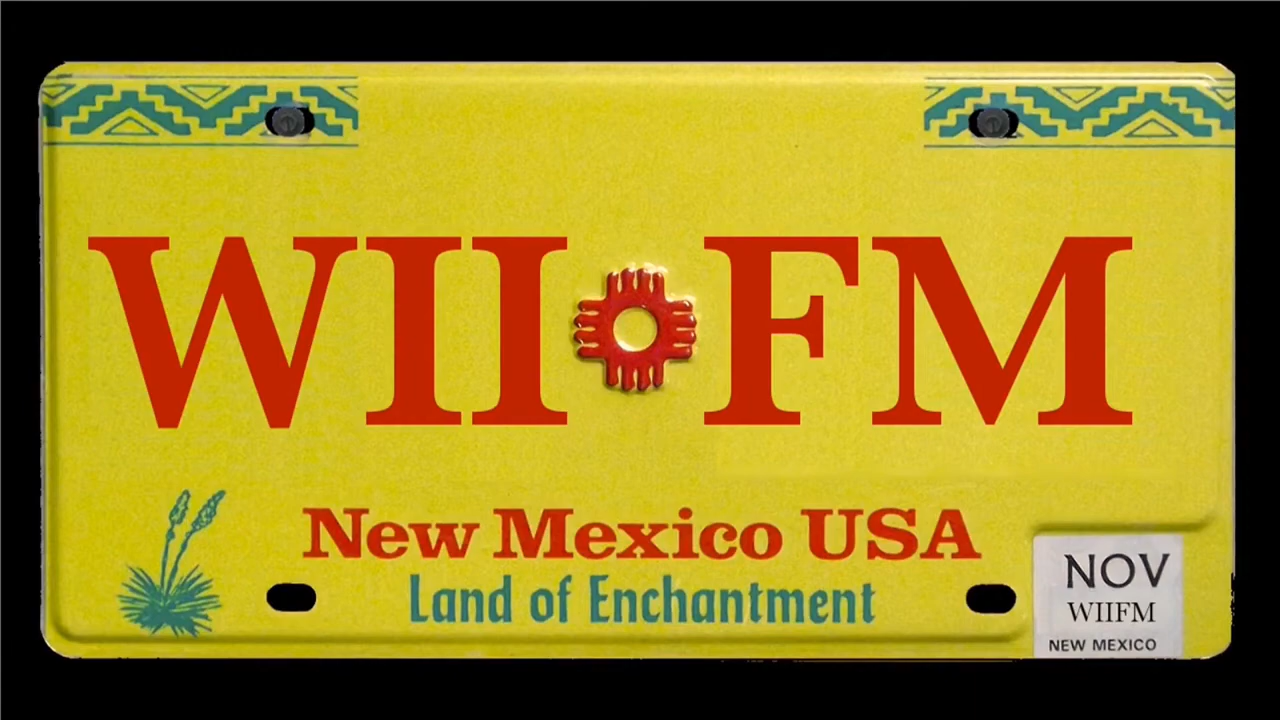 WII FM
New Mexico USA
Land of Enchantment
NOV
WIIFM
NEW MEXICO